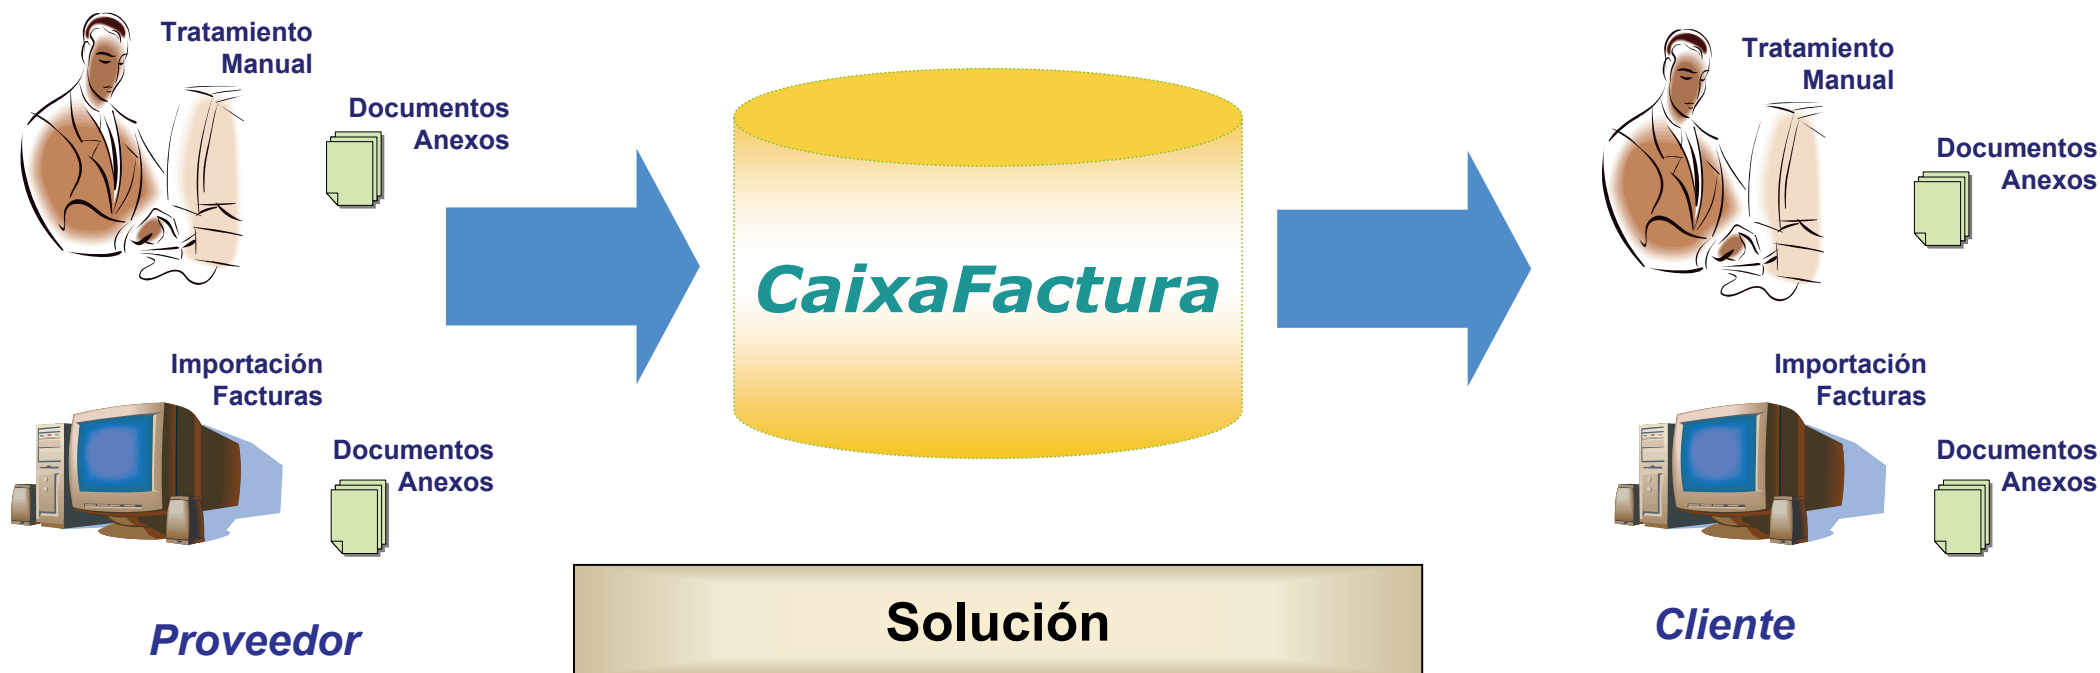 Tratamiento
Manual
Documentos
Anexos
Importación
Facturas
Documentos
Anexos
Proveedor
CaixaFactura
Solución
Tratamiento
Manual
Documentos
Anexos
Importación
Facturas
Documentos
Anexos
Cliente